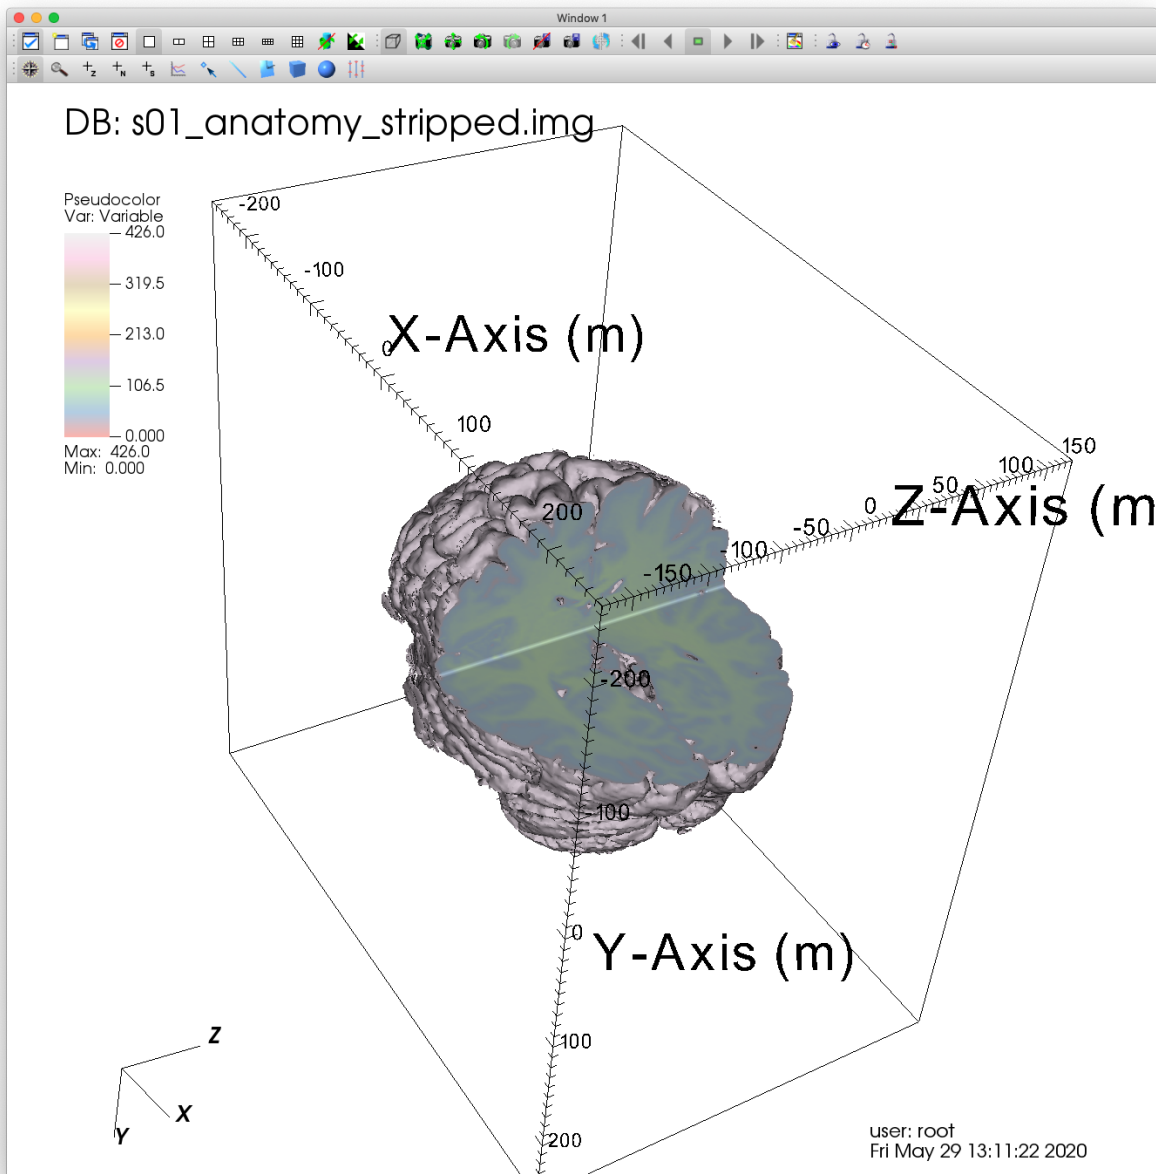 Window 1
DB: s01_anatomy_stripped.img
Pseudocolor
Var: Variable
426.0
319.5
213.0
106.5
0.000
Max: 426.0
Min: 0.000
-200
-100
0
100
200
X-Axis (m)
-150
-100
-50
0
50
100
150
Z-Axis (m
-200
-100
0
100
200
Y-Axis (m)
Z
X
Y
user: root
Fri May 29 13:11:22 2020